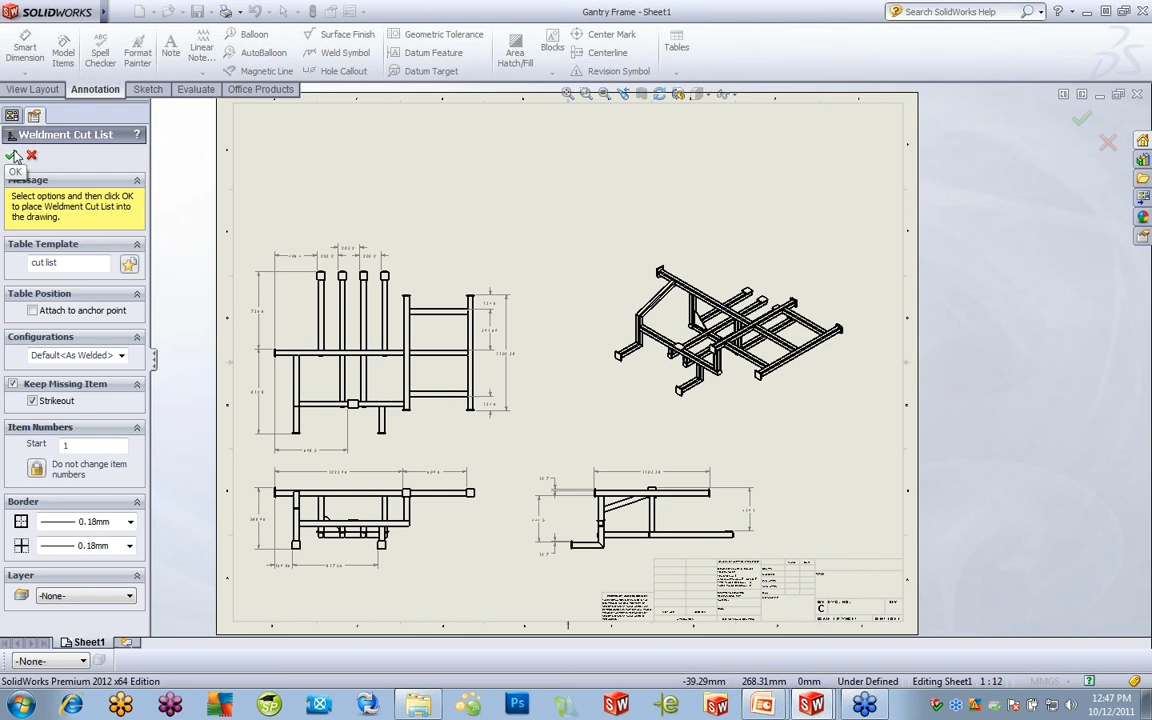 SOLIDWORKS
Gantry Frame - Sheet1
Search SolidWorks Help
Smart
Dimension
Model
Items
Spell
Checker
Format
Painter
Note
Linear
Note...
Balloon
AutoBalloon
Magnetic Line
Surface Finish
Weld Symbol
Hole Callout
Geometric Tolerance
Datum Feature
Datum Target
Area
Hatch/Fill
Blocks
Center Mark
Centerline
Revision Symbol
Tables
View Layout
Annotation
Sketch
Evaluate
Office Products
Weldment Cut List
?
OK
Message
Select options and then click OK
to place Weldment Cut List into
the drawing.
Table Template
cut list
Table Position
Attach to anchor point
Configurations
Default<As Welded>
Keep Missing Item
Strikeout
Item Numbers
Start
1
Do not change item
numbers
Border
0.18mm
0.18mm
Layer
-None-
C
Sheet1
-None-
SolidWorks Premium 2012 x64 Edition
-39.29mm
268.31mm
0mm
Under Defined
Editing Sheet1
1 : 12
MMGS
12:47 PM
10/12/2011